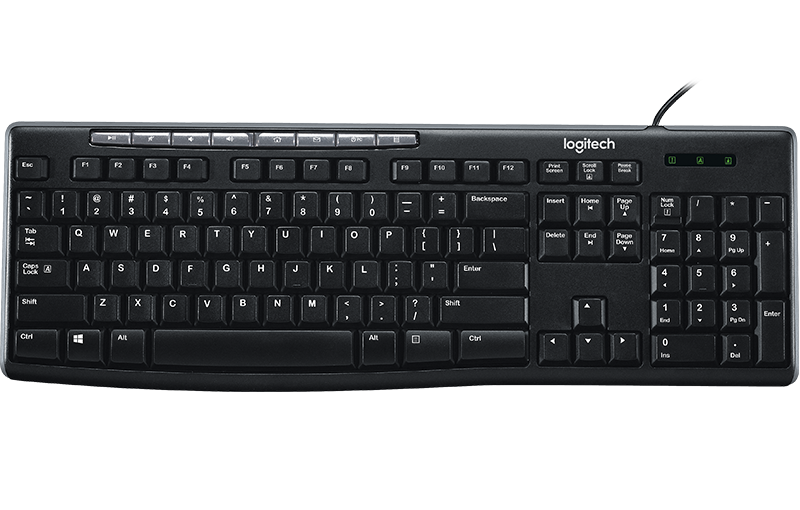 logitech
Esc F1 F2 F3 F4 F5 F6 F7 F8 F9 F10 F11 F12 Print Screen Scroll Lock Pause Break
~ ` ! 1 @ 2 # 3 $ 4 % 5 ^ 6 & 7 * 8 ( 9 ) 0 — - + = Backspace Insert Home Page Up Num Lock / * −
Tab Q W E R T Y U I O P { [ } ] | \ Delete End Page Down 7 Home 8 9 Pg Up +
Caps Lock A S D F G H J K L : ; " ' Enter 4 5 6
Shift Z X C V B N M < , > . ? / Shift 1 End 2 3 Pg Dn Enter
Ctrl Alt Alt Ctrl 0 Ins . Del